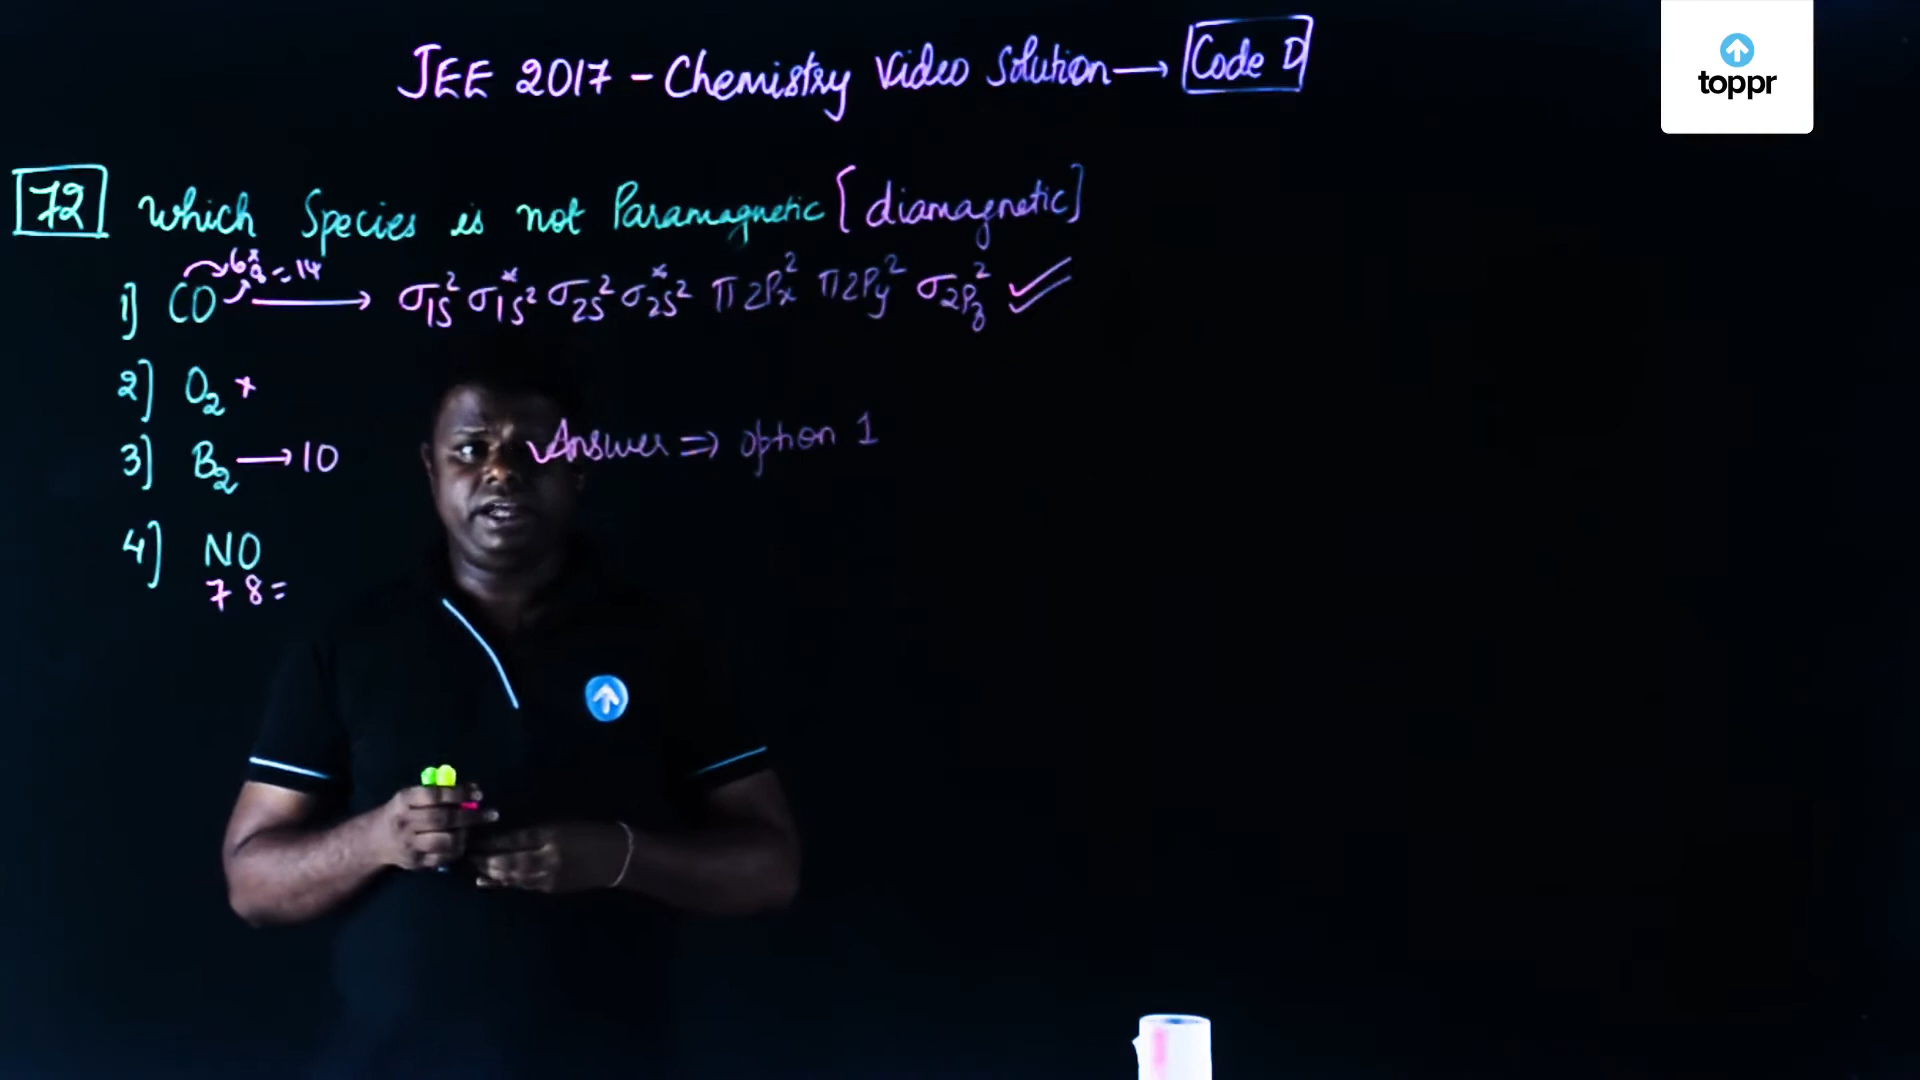 JEE 2017 - Chemistry Video Solution → Code D
toppr
72 Which Species is not Paramagnetic [diamagnetic]
6 8 = 14
1] CO → σ1s² σ*1s² σ2s² σ*2s² π2Px² π2Py² σ2Pz² ✓
2] O₂ ×
3] B₂ → 10
Answer ⇒ option 1
4] NO
7 8 =